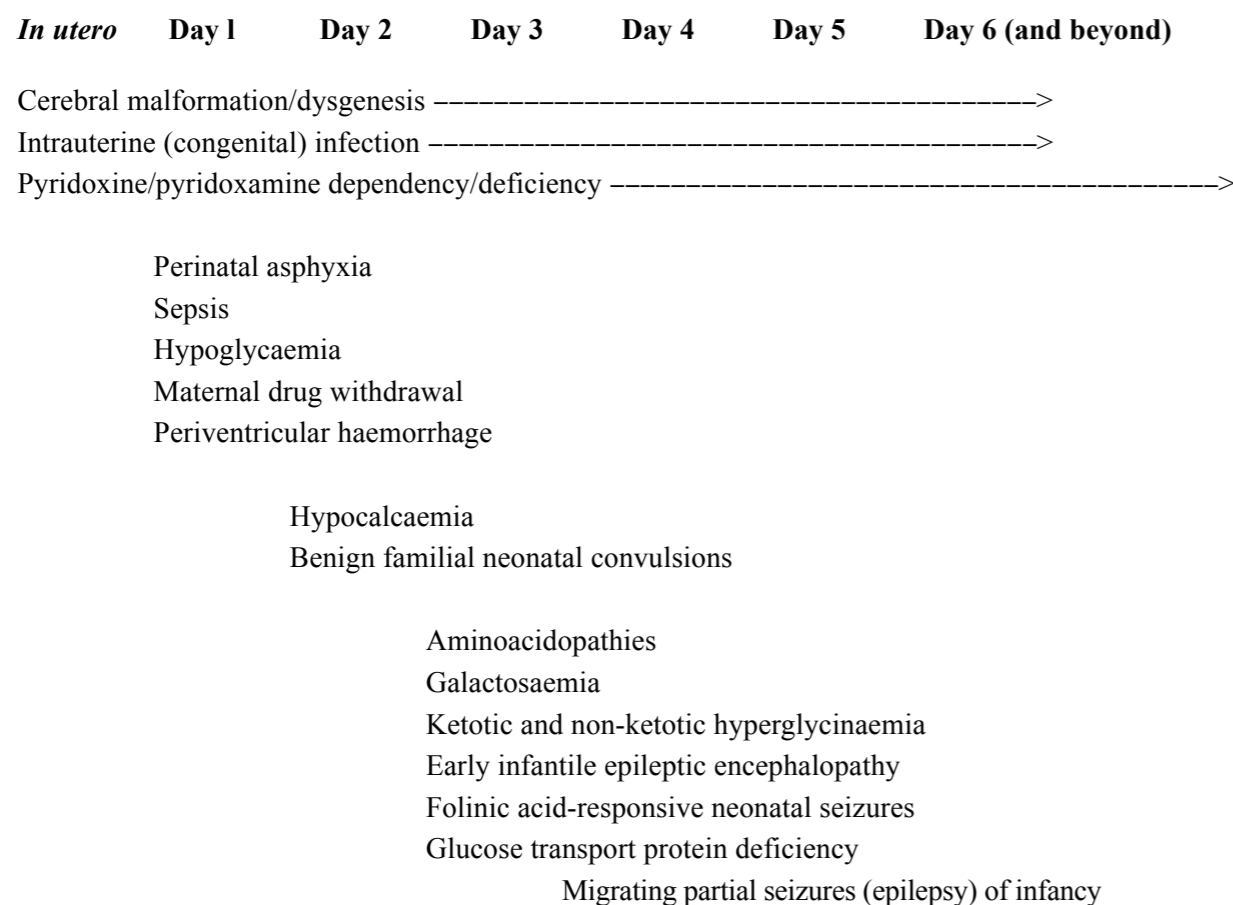 In utero Day l Day 2 Day 3 Day 4 Day 5 Day 6 (and beyond)
Cerebral malformation/dysgenesis ----------------------------------------->
Intrauterine (congenital) infection ----------------------------------------->
Pyridoxine/pyridoxamine dependency/deficiency ----------------------------------------->
Perinatal asphyxia
Sepsis
Hypoglycaemia
Maternal drug withdrawal
Periventricular haemorrhage
Hypocalcaemia
Benign familial neonatal convulsions
Aminoacidopathies
Galactosaemia
Ketotic and non-ketotic hyperglycinaemia
Early infantile epileptic encephalopathy
Folinic acid-responsive neonatal seizures
Glucose transport protein deficiency
Migrating partial seizures (epilepsy) of infancy